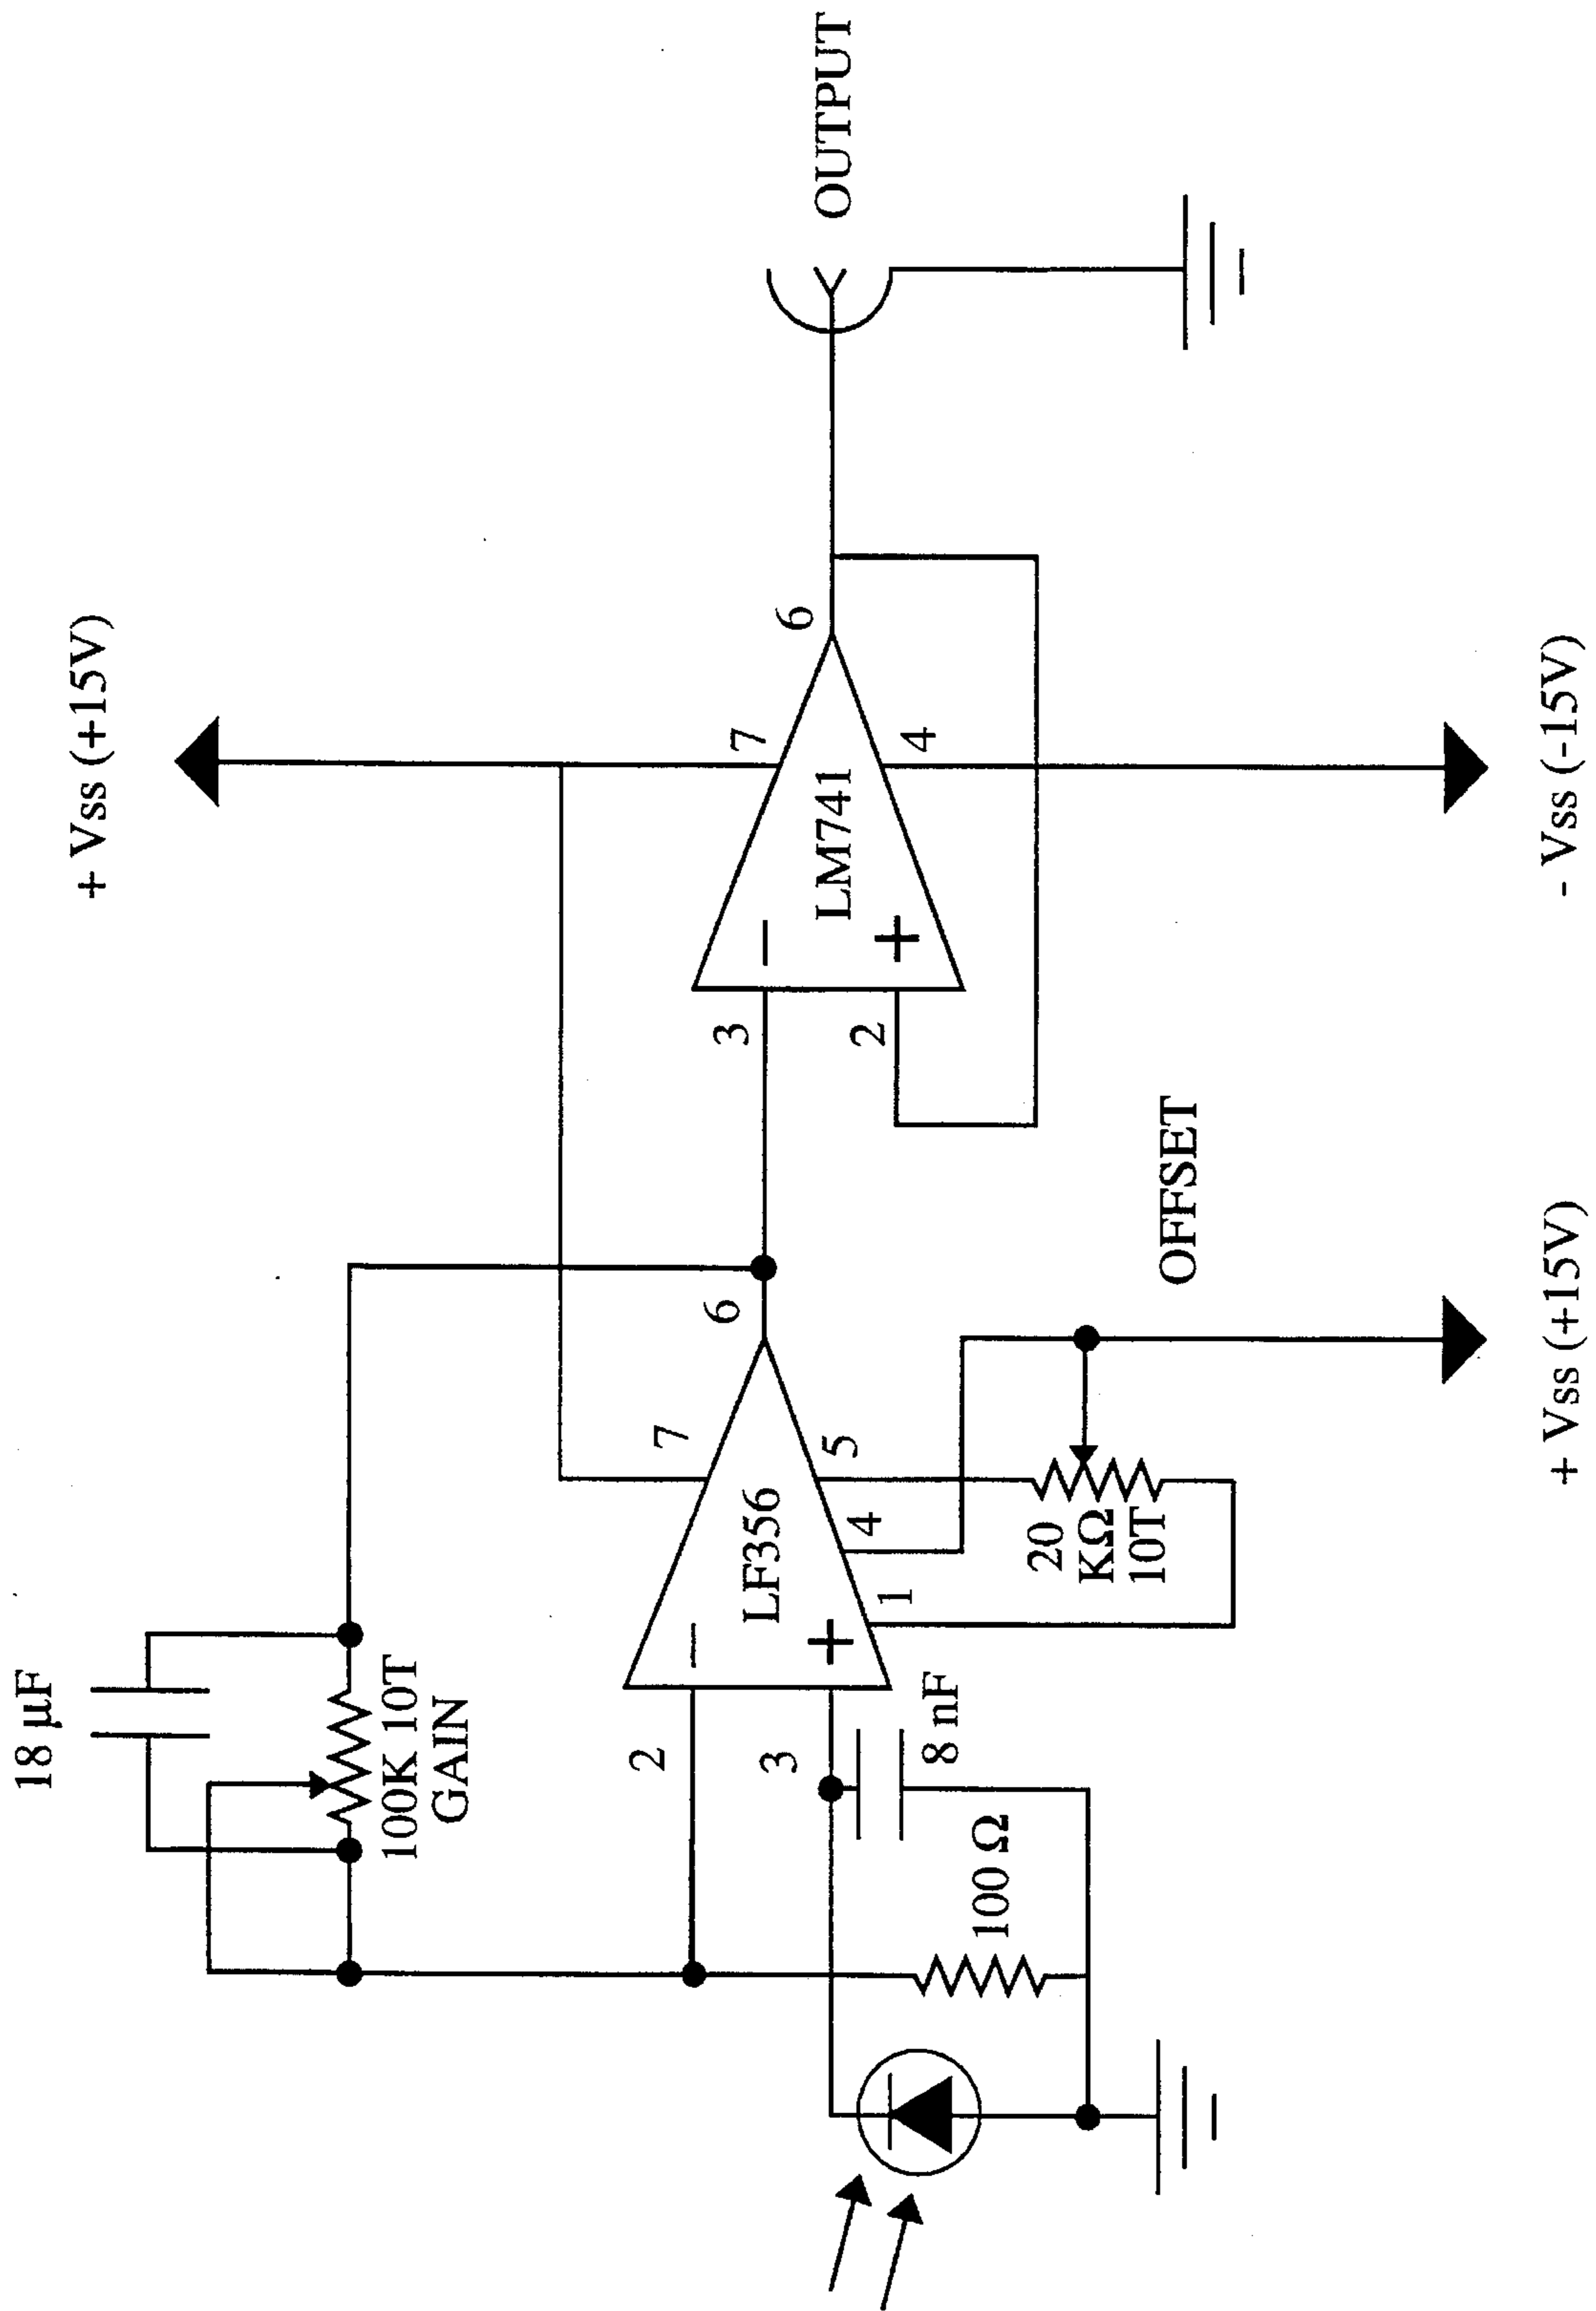 18 μF
100K 10T
GAIN
+ Vss (+15V)
2
3
LF356
7
6
1
4
5
8 nF
100 Ω
20
KΩ
10T
OFFSET
+ Vss (+15V)
3
2
LM741
7
4
6
- Vss (-15V)
OUTPUT
−
+
−
+